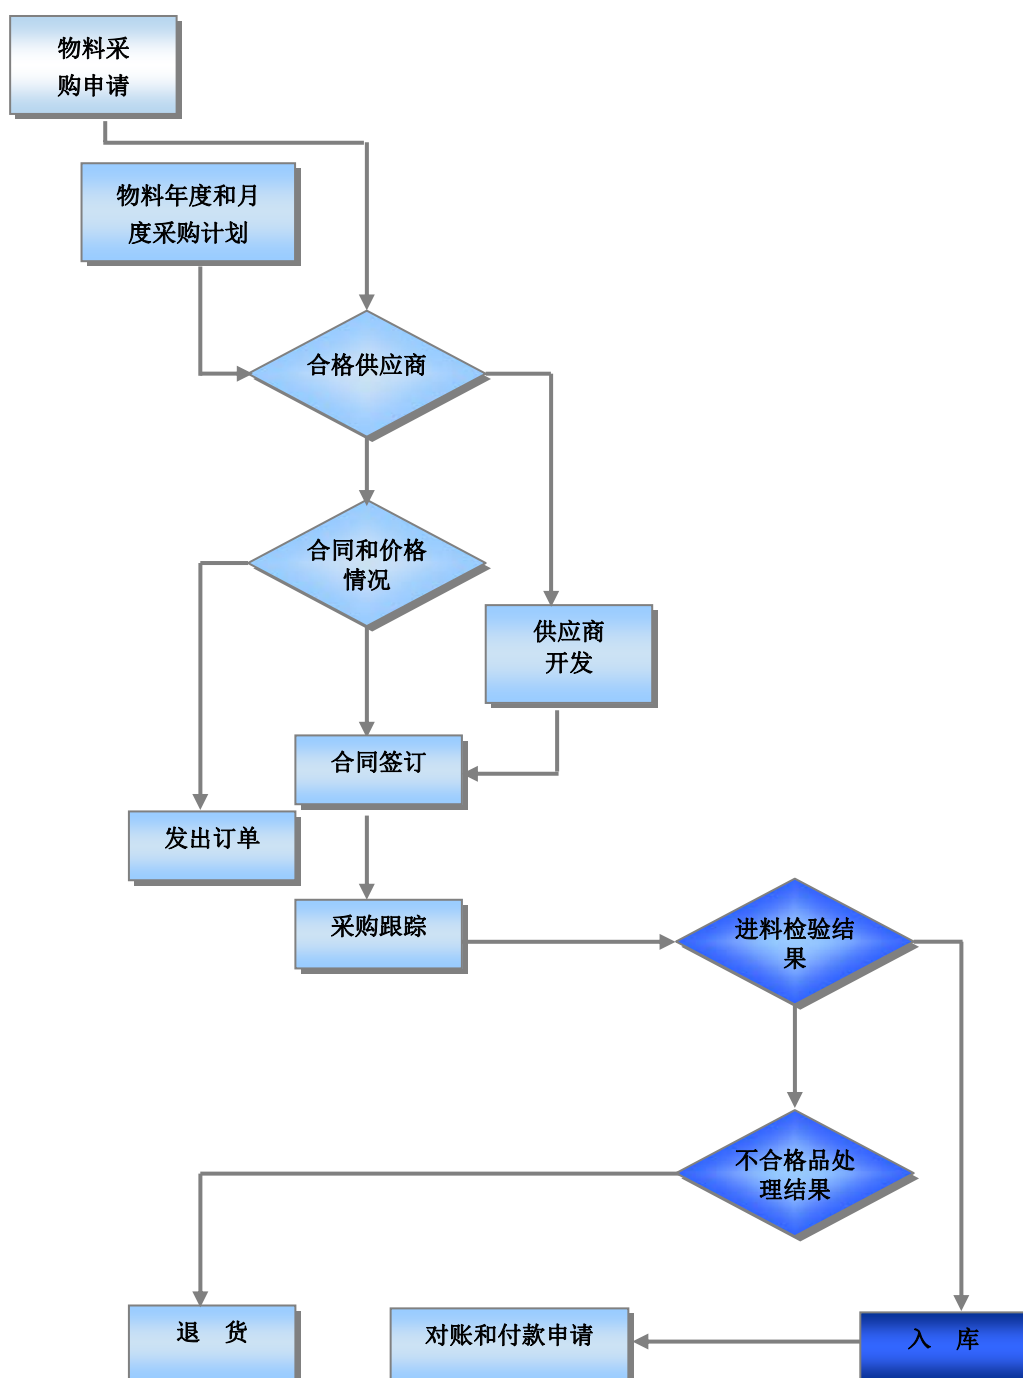 物料采
购申请
物料年度和月
度采购计划
合格供应商
合同和价格
情况
供应商
开发
合同签订
发出订单
采购跟踪
进料检验结
果
不合格品处
理结果
退 货
对账和付款申请
入 库